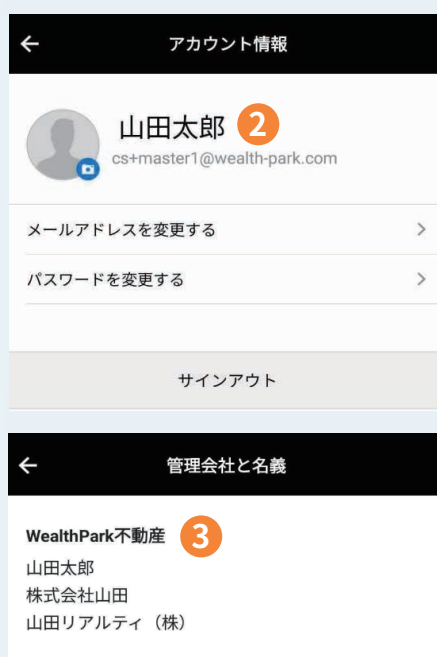 アカウント情報
山田太郎 2
cs+master1@wealth-park.com
メールアドレスを変更する
パスワードを変更する
サインアウト
管理会社と名義
WealthPark不動産 3
山田太郎
株式会社山田
山田リアルティ（株）